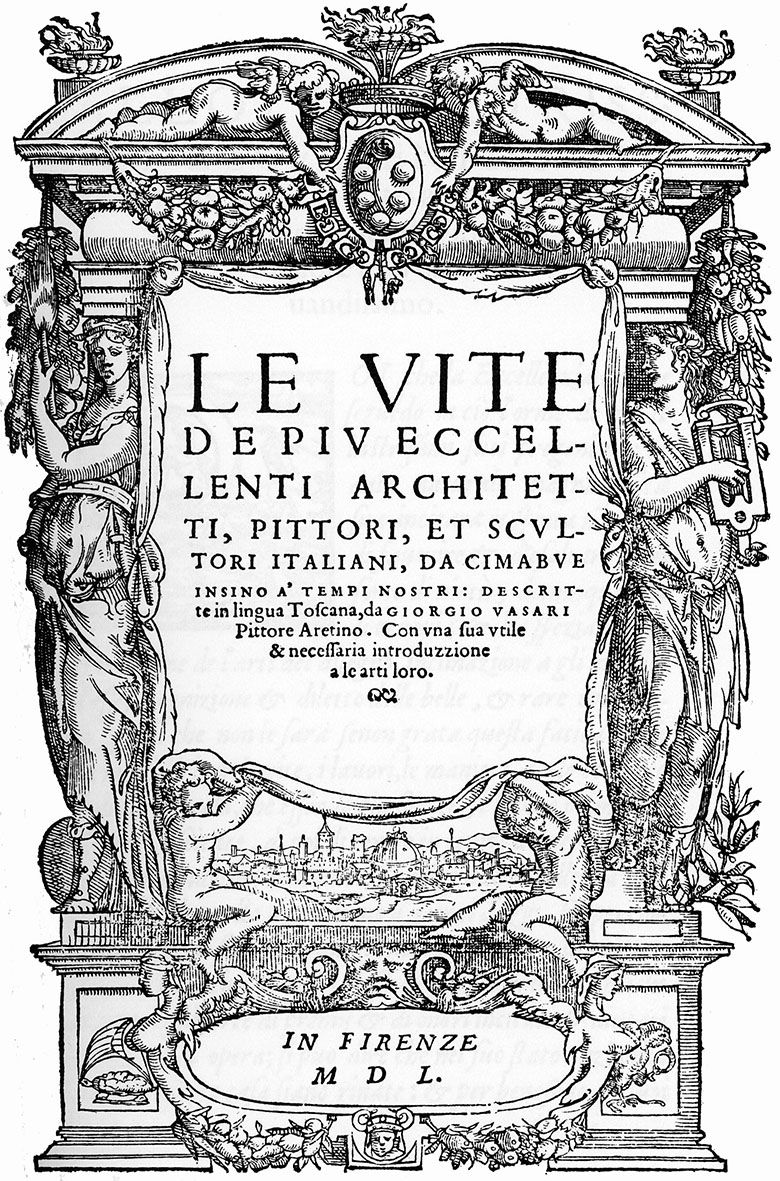 LE VITE
DE PIV ECCEL-
LENTI ARCHITET-
TI, PITTORI, ET SCVL-
TORI ITALIANI, DA CIMABVE
INSINO A' TEMPI NOSTRI: DESCRIT-
te in lingua Toſcana, da GIORGIO VASARI
Pittore Aretino. Con vna ſua vtile
& neceſſaria introduzzione
a le arti loro.
IN FIRENZE
M D L.